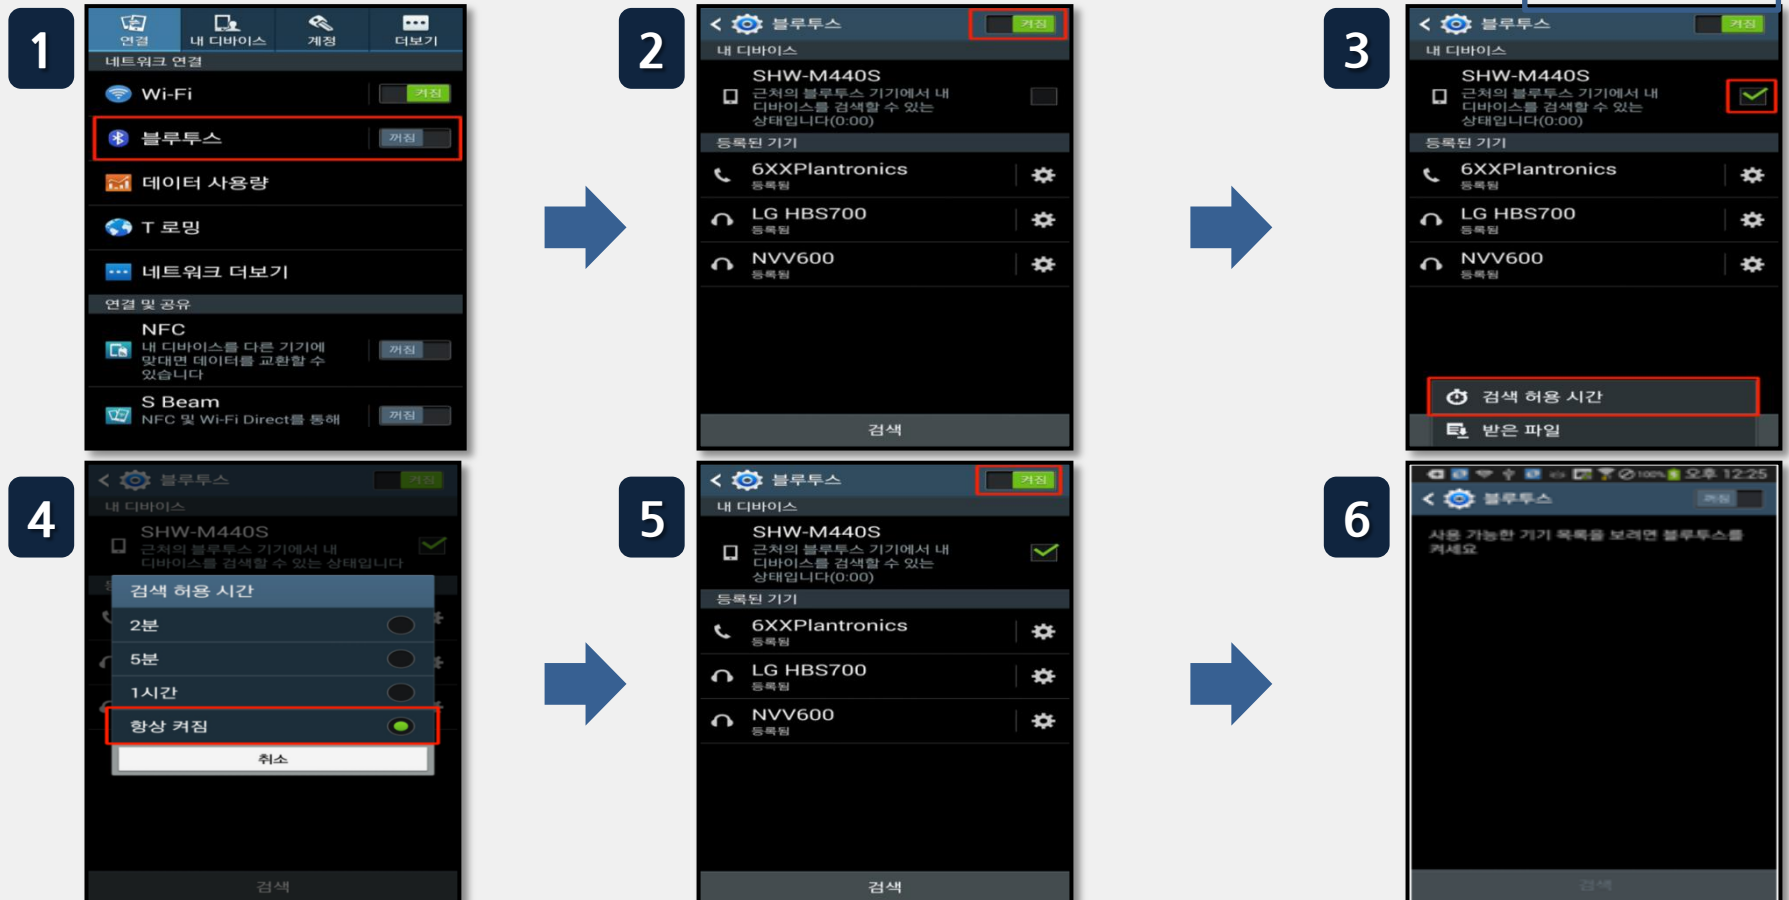 1
연결 내 디바이스 계정 더보기
네트워크 연결
Wi-Fi 켜짐
블루투스 꺼짐
데이터 사용량
T 로밍
네트워크 더보기
연결 및 공유
NFC
내 디바이스를 다른 기기에
맞대면 데이터를 교환할 수
있습니다
꺼짐
S Beam
NFC 및 Wi-Fi Direct를 통해
꺼짐
2
블루투스 켜짐
내 디바이스
SHW-M440S
근처의 블루투스 기기에서 내
디바이스를 검색할 수 있는
상태입니다(0:00)
등록된 기기
6XXPlantronics
등록됨
LG HBS700
등록됨
NVV600
등록됨
검색
3
블루투스 켜짐
내 디바이스
SHW-M440S
근처의 블루투스 기기에서 내
디바이스를 검색할 수 있는
상태입니다(0:00)
등록된 기기
6XXPlantronics
등록됨
LG HBS700
등록됨
NVV600
등록됨
검색 허용 시간
받은 파일
4
블루투스 켜짐
내 디바이스
SHW-M440S
근처의 블루투스 기기에서 내
디바이스를 검색할 수 있는 상태입니다
검색 허용 시간
2분
5분
1시간
항상 켜짐
취소
검색
5
블루투스 켜짐
내 디바이스
SHW-M440S
근처의 블루투스 기기에서 내
디바이스를 검색할 수 있는
상태입니다(0:00)
등록된 기기
6XXPlantronics
등록됨
LG HBS700
등록됨
NVV600
등록됨
검색
6
100% 오후 12:25
블루투스 꺼짐
사용 가능한 기기 목록을 보려면 블루투스를
켜세요
검색